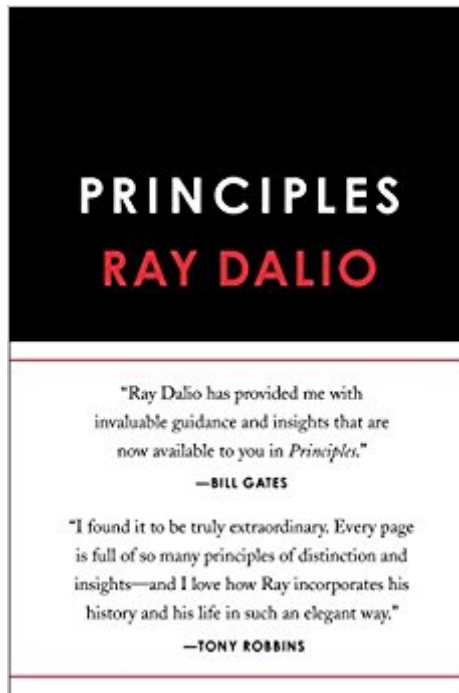 PRINCIPLES
RAY DALIO
“Ray Dalio has provided me with
invaluable guidance and insights that are
now available to you in Principles.”
—BILL GATES
“I found it to be truly extraordinary. Every page
is full of so many principles of distinction and
insights—and I love how Ray incorporates his
history and his life in such an elegant way.”
—TONY ROBBINS